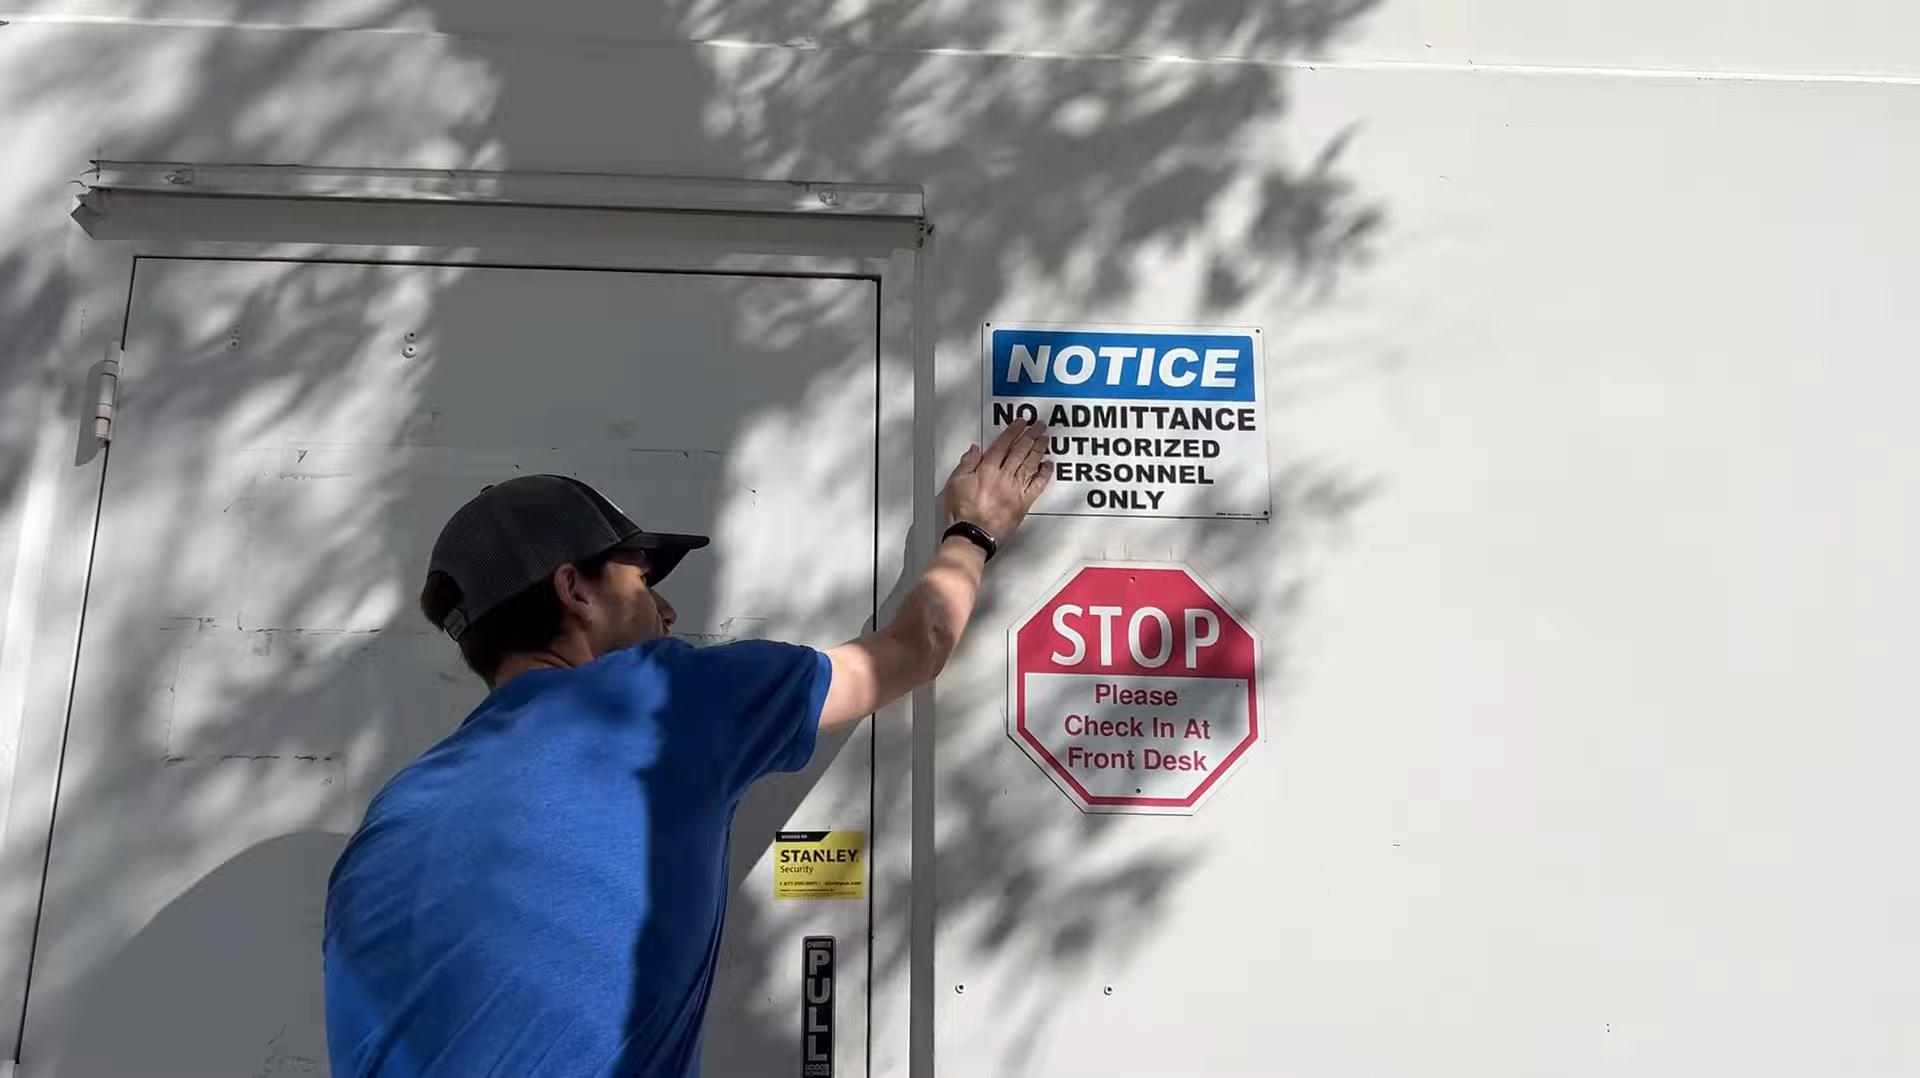 NOTICE
NO ADMITTANCE
UTHORIZED
ERSONNEL
ONLY
STOP
Please
Check In At
Front Desk
STANLEY
Security
PULL